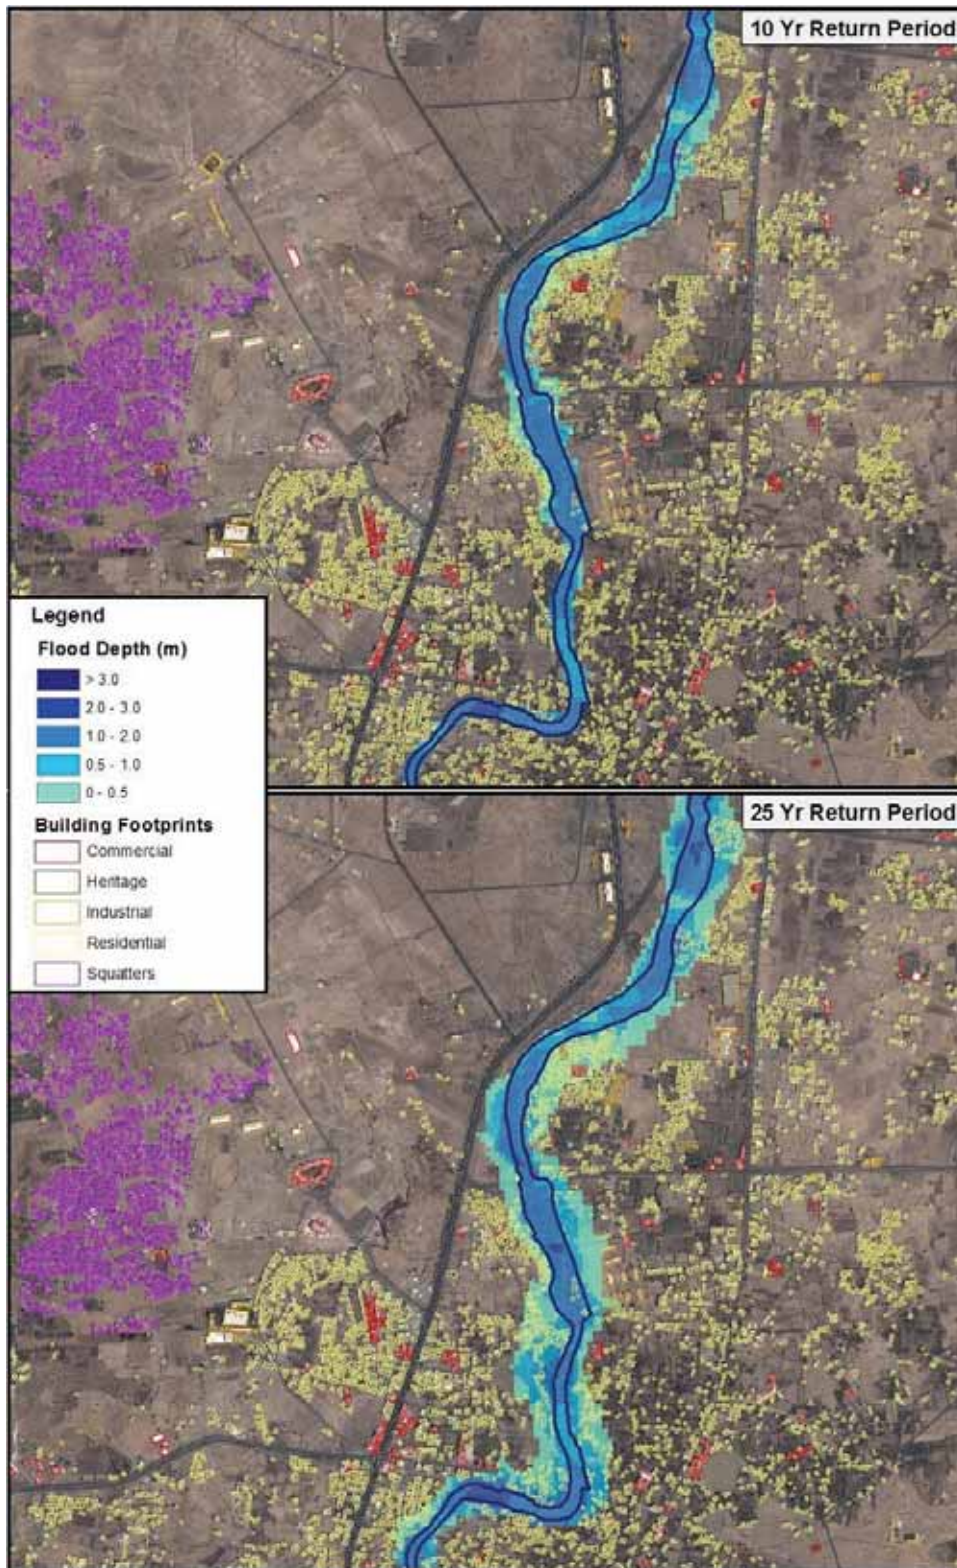 10 Yr Return Period
Legend
Flood Depth (m)
> 3.0
2.0 - 3.0
1.0 - 2.0
0.5 - 1.0
0 - 0.5
Building Footprints
Commercial
Heritage
Industrial
Residential
Squatters
25 Yr Return Period